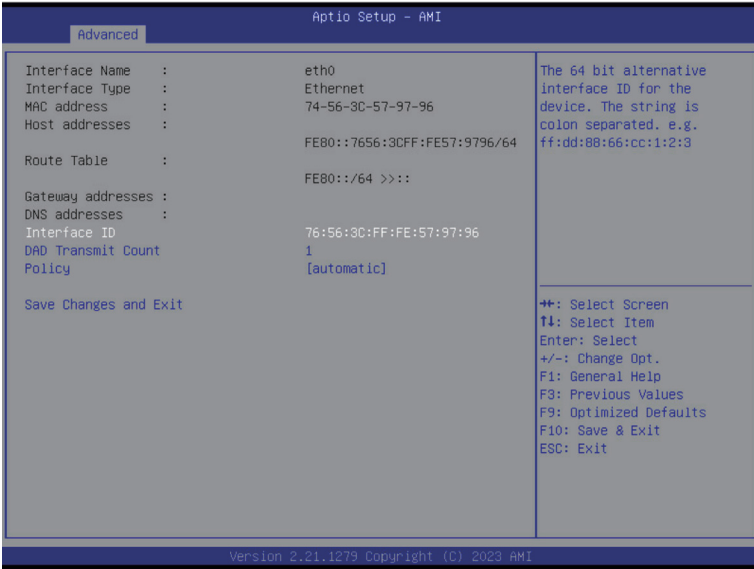 Aptio Setup - AMI
Advanced
Interface Name :
eth0
Interface Type :
Ethernet
MAC address :
74-56-3C-57-97-96
Host addresses :
FE80::7656:3CFF:FE57:9796/64
Route Table :
FE80::/64 >>::
Gateway addresses :
DNS addresses :
Interface ID
76:56:3C:FF:FE:57:97:96
DAD Transmit Count
1
Policy
[automatic]
Save Changes and Exit
The 64 bit alternative
interface ID for the
device. The string is
colon separated. e.g.
ff:dd:88:66:cc:1:2:3
→←: Select Screen
↑↓: Select Item
Enter: Select
+/-: Change Opt.
F1: General Help
F3: Previous Values
F9: Optimized Defaults
F10: Save & Exit
ESC: Exit
Version 2.21.1279 Copyright (C) 2023 AMI